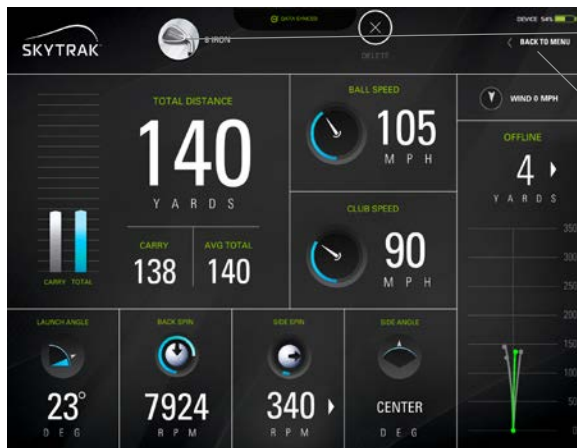 SKYTRAK
8 IRON
DATA SYNCED
DELETE
DEVICE 54%
BACK TO MENU
TOTAL DISTANCE
140
YARDS
CARRY
138
AVG TOTAL
140
CARRY TOTAL
BALL SPEED
105
MPH
CLUB SPEED
90
MPH
WIND 0 MPH
OFFLINE
4
YARDS
350
300
250
200
150
100
50
0
LAUNCH ANGLE
23°
DEG
BACK SPIN
7924
RPM
SIDE SPIN
340
RPM
SIDE ANGLE
CENTER
DEG